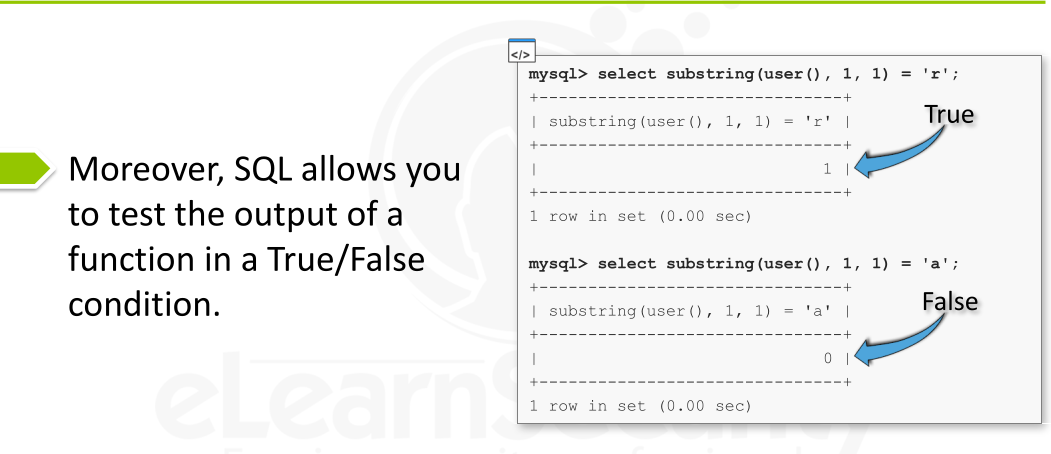 Moreover, SQL allows you
to test the output of a
function in a True/False
condition.
</>
mysql> select substring(user(), 1, 1) = 'r';
+-------------------------------+
| substring(user(), 1, 1) = 'r' |
+-------------------------------+
| 1 |
+-------------------------------+
1 row in set (0.00 sec)
True
mysql> select substring(user(), 1, 1) = 'a';
+-------------------------------+
| substring(user(), 1, 1) = 'a' |
+-------------------------------+
| 0 |
+-------------------------------+
1 row in set (0.00 sec)
False
eLearnSecurity